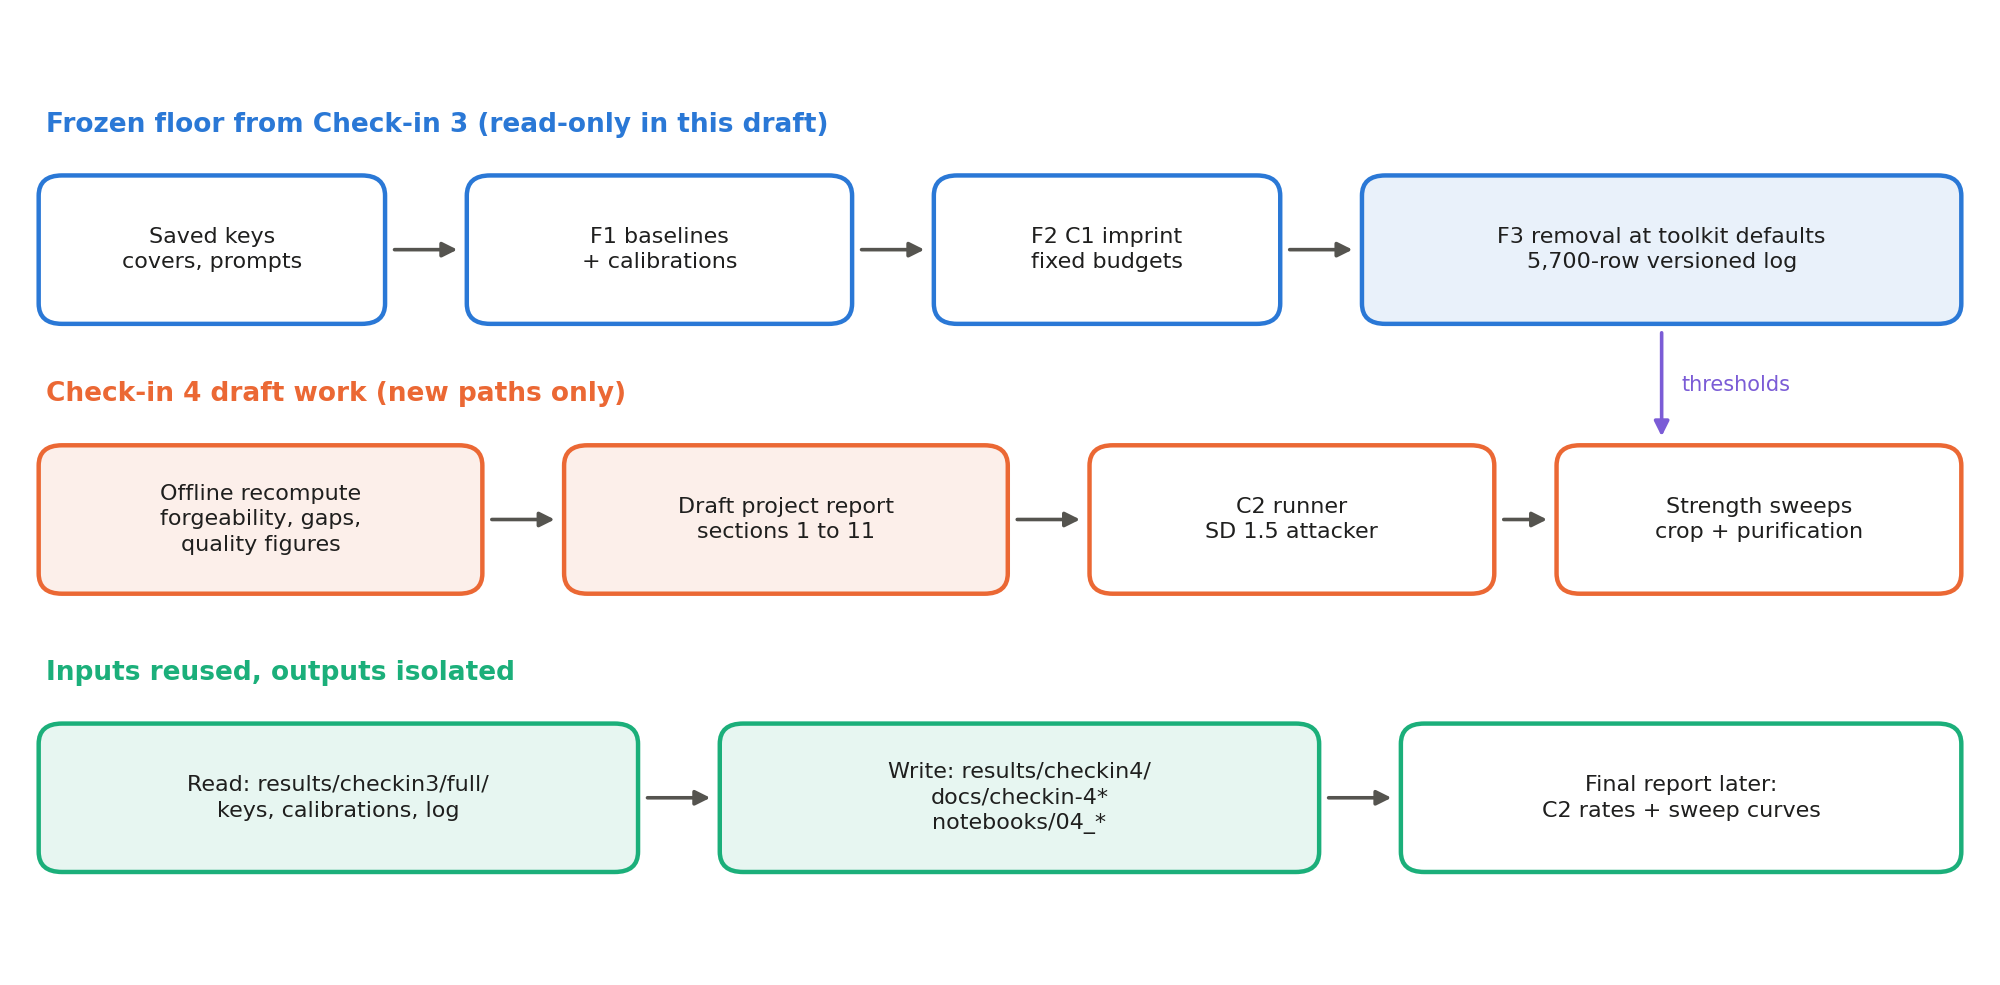 Frozen floor from Check-in 3 (read-only in this draft)
Saved keys
covers, prompts
F1 baselines
+ calibrations
F2 C1 imprint
fixed budgets
F3 removal at toolkit defaults
5,700-row versioned log
thresholds
Check-in 4 draft work (new paths only)
Offline recompute
forgeability, gaps,
quality figures
Draft project report
sections 1 to 11
C2 runner
SD 1.5 attacker
Strength sweeps
crop + purification
Inputs reused, outputs isolated
Read: results/checkin3/full/
keys, calibrations, log
Write: results/checkin4/
docs/checkin-4*
notebooks/04_*
Final report later:
C2 rates + sweep curves